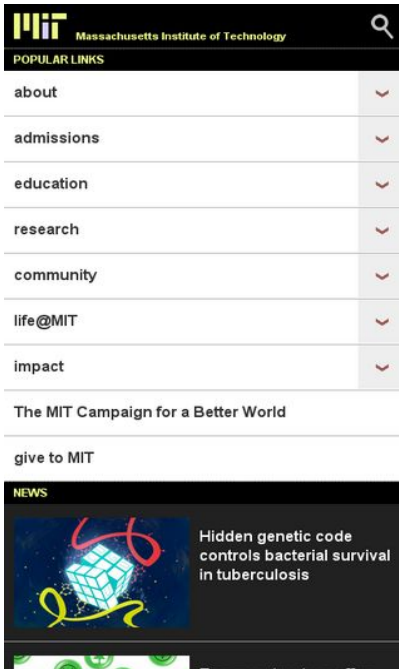 MiT Massachusetts Institute of Technology
POPULAR LINKS
about
admissions
education
research
community
life@MIT
impact
The MIT Campaign for a Better World
give to MIT
NEWS
Hidden genetic code
controls bacterial survival
in tuberculosis